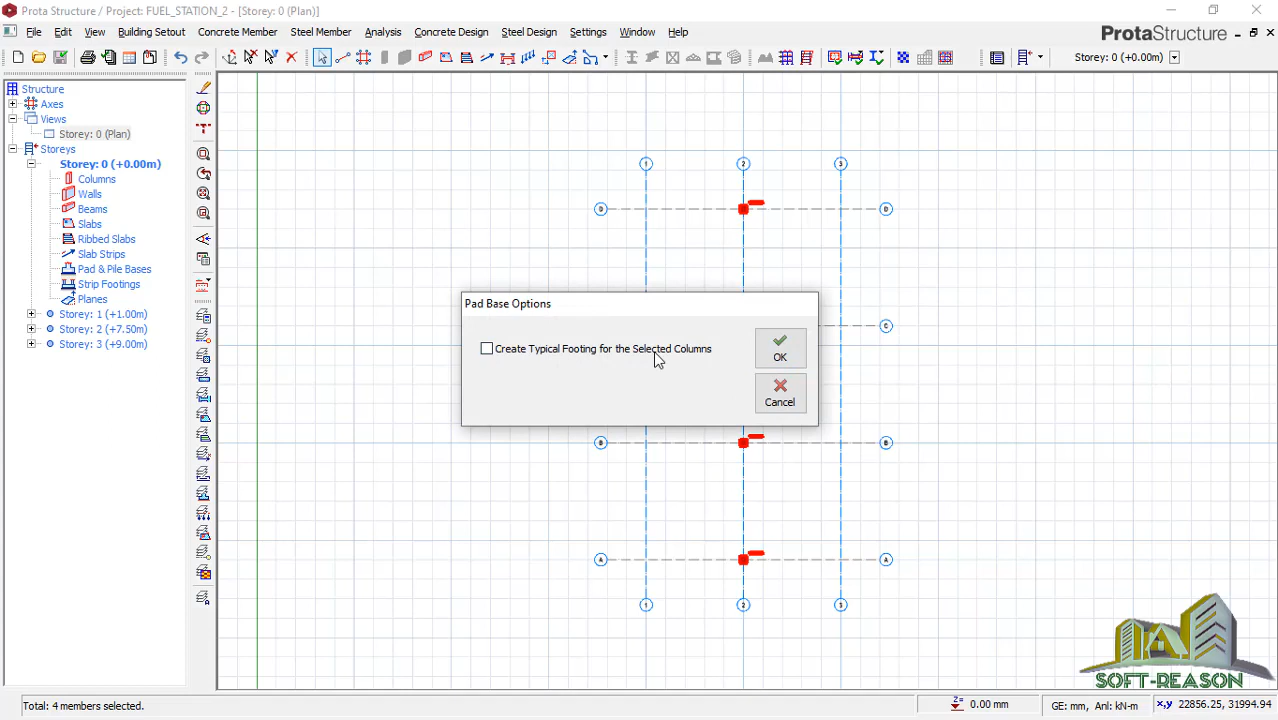 Prota Structure / Project: FUEL_STATION_2 - [Storey: 0 (Plan)]
File Edit View Building Setout Concrete Member Steel Member Analysis Concrete Design Steel Design Settings Window Help
ProtaStructure
Storey: 0 (+0.00m)
Structure
Axes
Views
Storey: 0 (Plan)
Storeys
Storey: 0 (+0.00m)
Columns
Walls
Beams
Slabs
Ribbed Slabs
Slab Strips
Pad & Pile Bases
Strip Footings
Planes
Storey: 1 (+1.00m)
Storey: 2 (+7.50m)
Storey: 3 (+9.00m)
1 2 3
D D
Pad Base Options
Create Typical Footing for the Selected Columns
OK
Cancel
C
B B
A A
1 2 3
SOFT-REASON
Total: 4 members selected.
Z= 0.00 mm
GE: mm, Anl: kN-m
x,y 22856.25, 31994.94